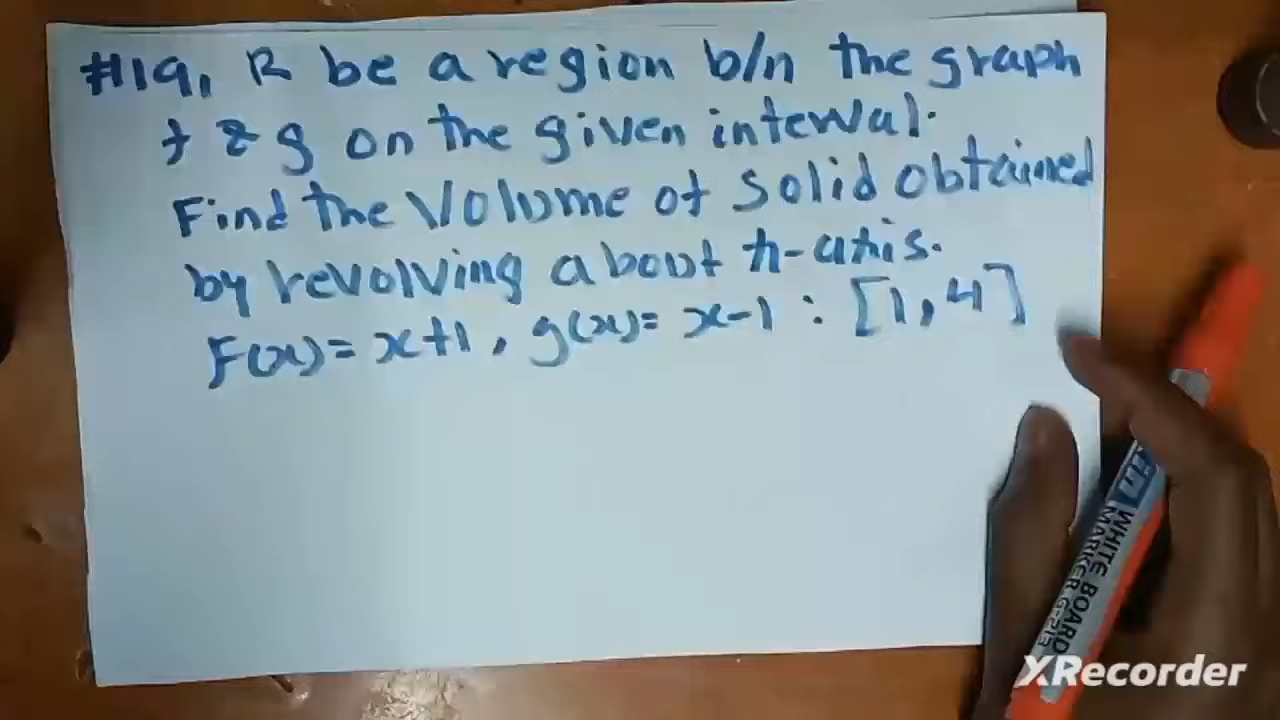 #19, R be a region b/n the graph
f & g on the given interval.
Find the Volume of solid obtained
by revolving about x-axis.
F(x)= x+1, g(x)= x-1 : [1,4]
WHITE BOARD
MARKER G-213
XRecorder